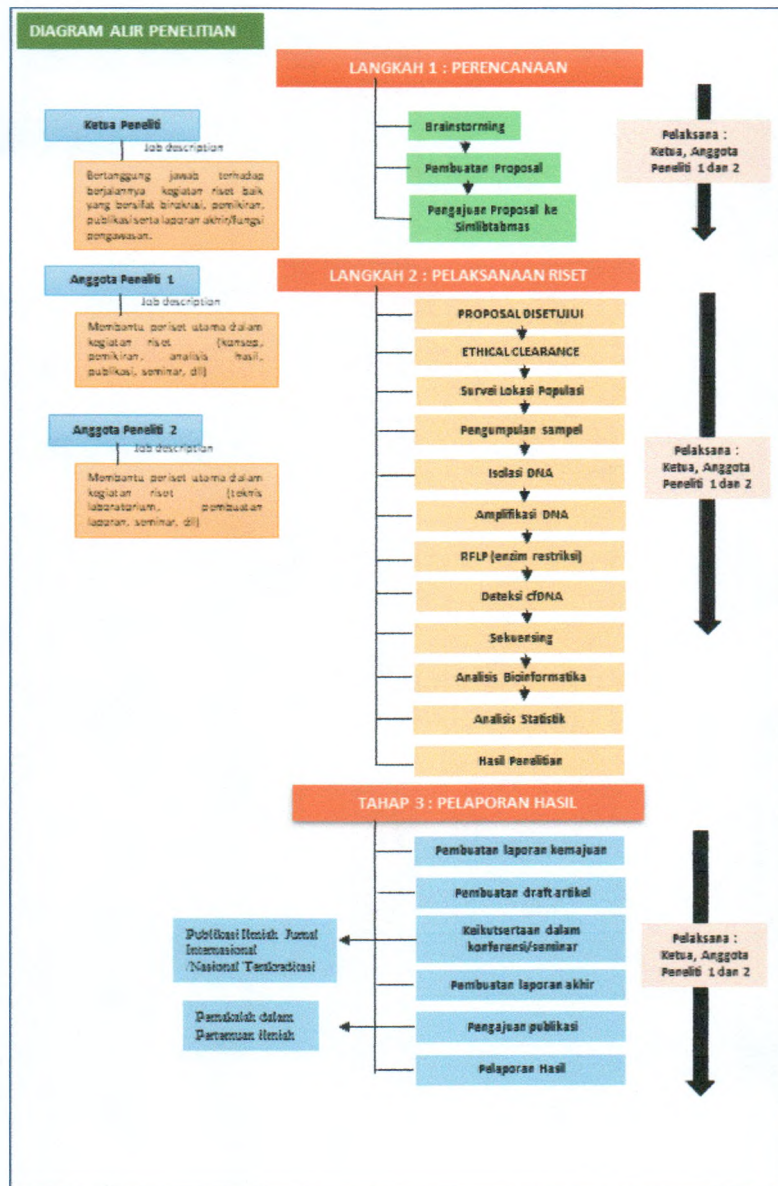 DIAGRAM ALIR PENELITIAN
LANGKAH 1 : PERENCANAAN
Brainstorming
Pembuatan Proposal
Pengajuan Proposal ke
Simlibtabmas
Pelaksana :
Ketua, Anggota
Peneliti 1 dan 2
Ketua Peneliti
Job description
Bertanggung jawab terhadap
berjalannya kegiatan riset baik
yang bersifat birokrasi, pemikiran,
publikasi serta laporan akhir/fungsi
pengawasan.
Anggota Peneliti 1
Job description
Membantu periset utama dalam
kegiatan riset (konsep,
pemikiran, analisis hasil,
publikasi, seminar, dll)
Anggota Peneliti 2
Job description
Membantu periset utama dalam
kegiatan riset (teknis
laboratorium, pembuatan
laporan, seminar, dll)
LANGKAH 2 : PELAKSANAAN RISET
PROPOSAL DISETUJUI
ETHICAL CLEARANCE
Survei Lokasi Populasi
Pengumpulan sampel
Isolasi DNA
Amplifikasi DNA
RFLP (enzim restriksi)
Deteksi cfDNA
Sekuensing
Analisis Bioinformatika
Analisis Statistik
Hasil Penelitian
Pelaksana :
Ketua, Anggota
Peneliti 1 dan 2
TAHAP 3 : PELAPORAN HASIL
Pembuatan laporan kemajuan
Pembuatan draft artikel
Keikutsertaan dalam
konferensi/seminar
Pembuatan laporan akhir
Pengajuan publikasi
Pelaporan Hasil
Publikasi Ilmiah Jurnal
Internasional
/Nasional Terakreditasi
Pemakalah dalam
Pertemuan ilmiah
Pelaksana :
Ketua, Anggota
Peneliti 1 dan 2